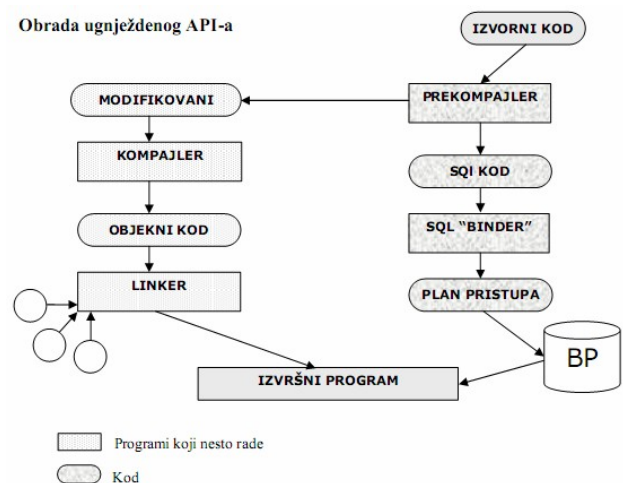 Obrada ugnježdenog API-a
IZVORNI KOD
MODIFIKOVANI
PREKOMPAJLER
KOMPAJLER
SQl KOD
OBJEKNI KOD
SQL "BINDER"
LINKER
PLAN PRISTUPA
BP
IZVRŠNI PROGRAM
Programi koji nesto rade
Kod